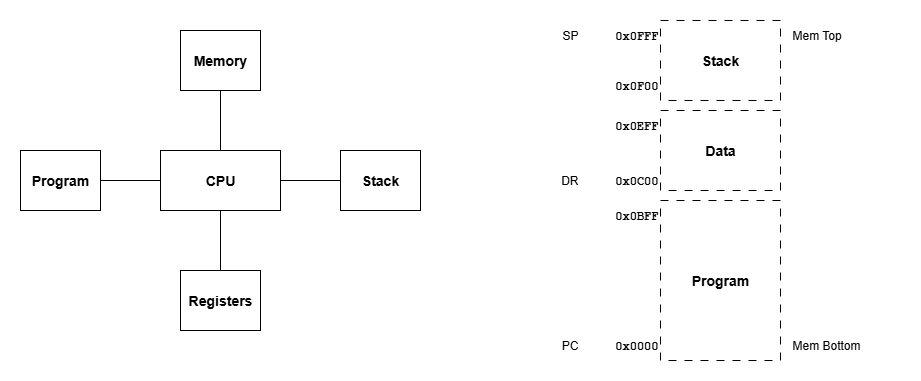 Memory
Program
CPU
Stack
Registers
SP 0x0FFF Mem Top
Stack
0x0F00
0x0EFF
Data
DR 0x0C00
0x0BFF
Program
PC 0x0000 Mem Bottom